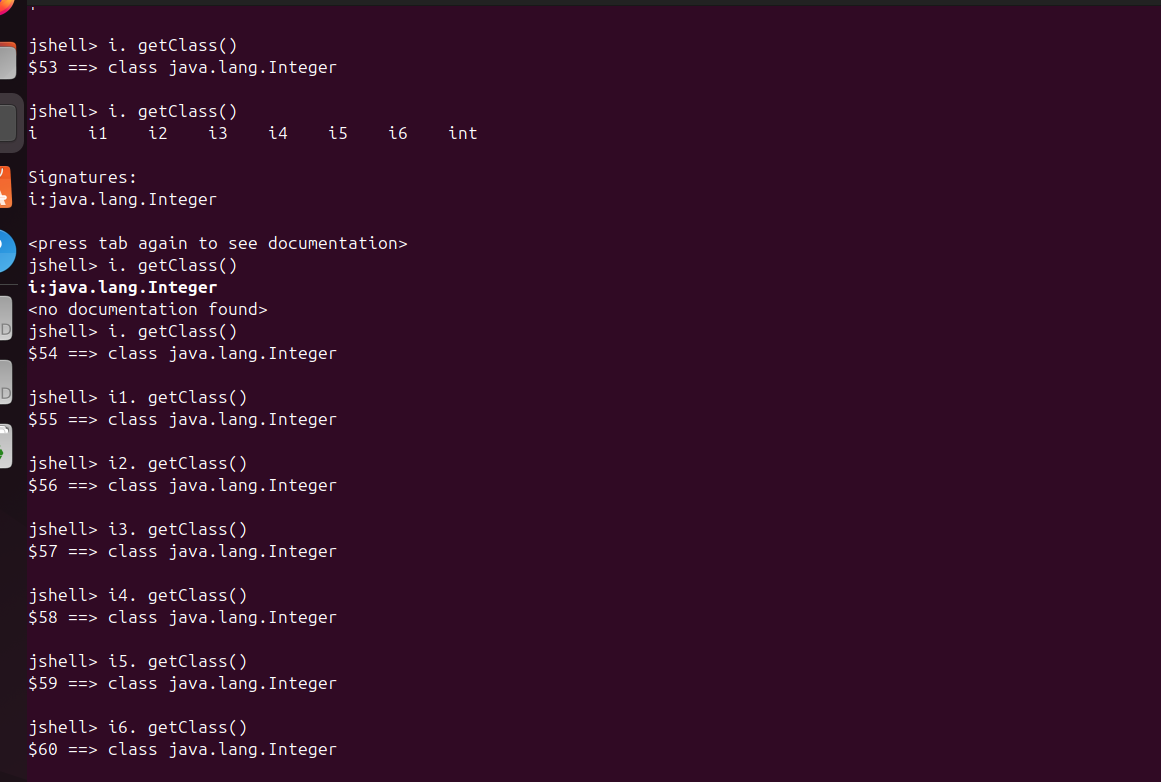 jshell> i. getClass()
$53 ==> class java.lang.Integer
jshell> i. getClass()
i     i1    i2    i3    i4    i5    i6    int
Signatures:
i:java.lang.Integer
<press tab again to see documentation>
jshell> i. getClass()
i:java.lang.Integer
<no documentation found>
jshell> i. getClass()
$54 ==> class java.lang.Integer
jshell> i1. getClass()
$55 ==> class java.lang.Integer
jshell> i2. getClass()
$56 ==> class java.lang.Integer
jshell> i3. getClass()
$57 ==> class java.lang.Integer
jshell> i4. getClass()
$58 ==> class java.lang.Integer
jshell> i5. getClass()
$59 ==> class java.lang.Integer
jshell> i6. getClass()
$60 ==> class java.lang.Integer